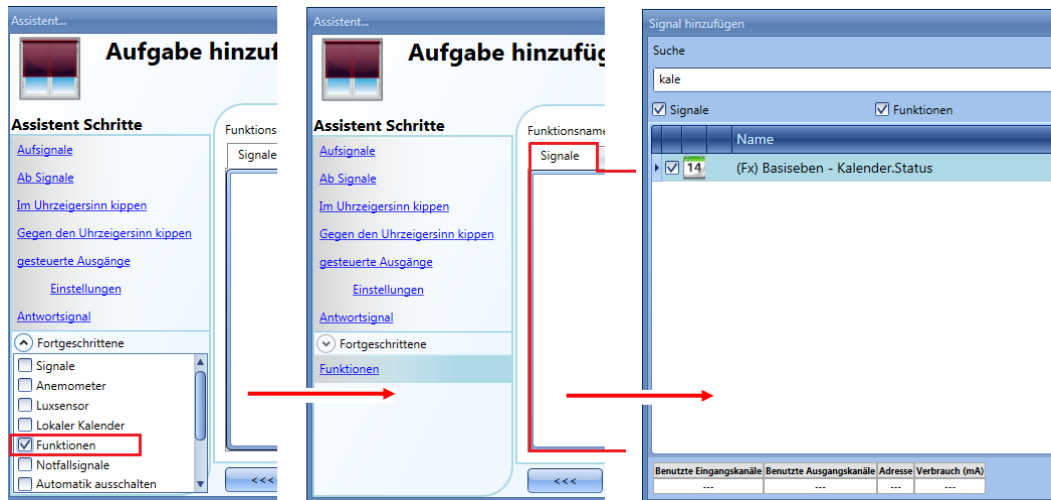 Assistent...
Aufgabe hinzuf
Assistent Schritte
Aufsignale
Ab Signale
Im Uhrzeigersinn kippen
Gegen den Uhrzeigersinn kippen
gesteuerte Ausgänge
Einstellungen
Antwortsignal
Fortgeschrittene
Signale
Anemometer
Luxsensor
Lokaler Kalender
Funktionen
Notfallsignale
Automatik ausschalten
Funktions
Signale
<<<
Assistent...
Aufgabe hinzufüg
Assistent Schritte
Aufsignale
Ab Signale
Im Uhrzeigersinn kippen
Gegen den Uhrzeigersinn kippen
gesteuerte Ausgänge
Einstellungen
Antwortsignal
Fortgeschrittene
Funktionen
Funktionsname
Signale
<<<
Signal hinzufügen
Suche
kale
Signale Funktionen
Name
14 (Fx) Basiseben - Kalender.Status
Benutzte Eingangskanäle Benutzte Ausgangskanäle Adresse Verbrauch (mA)
--- --- --- ---